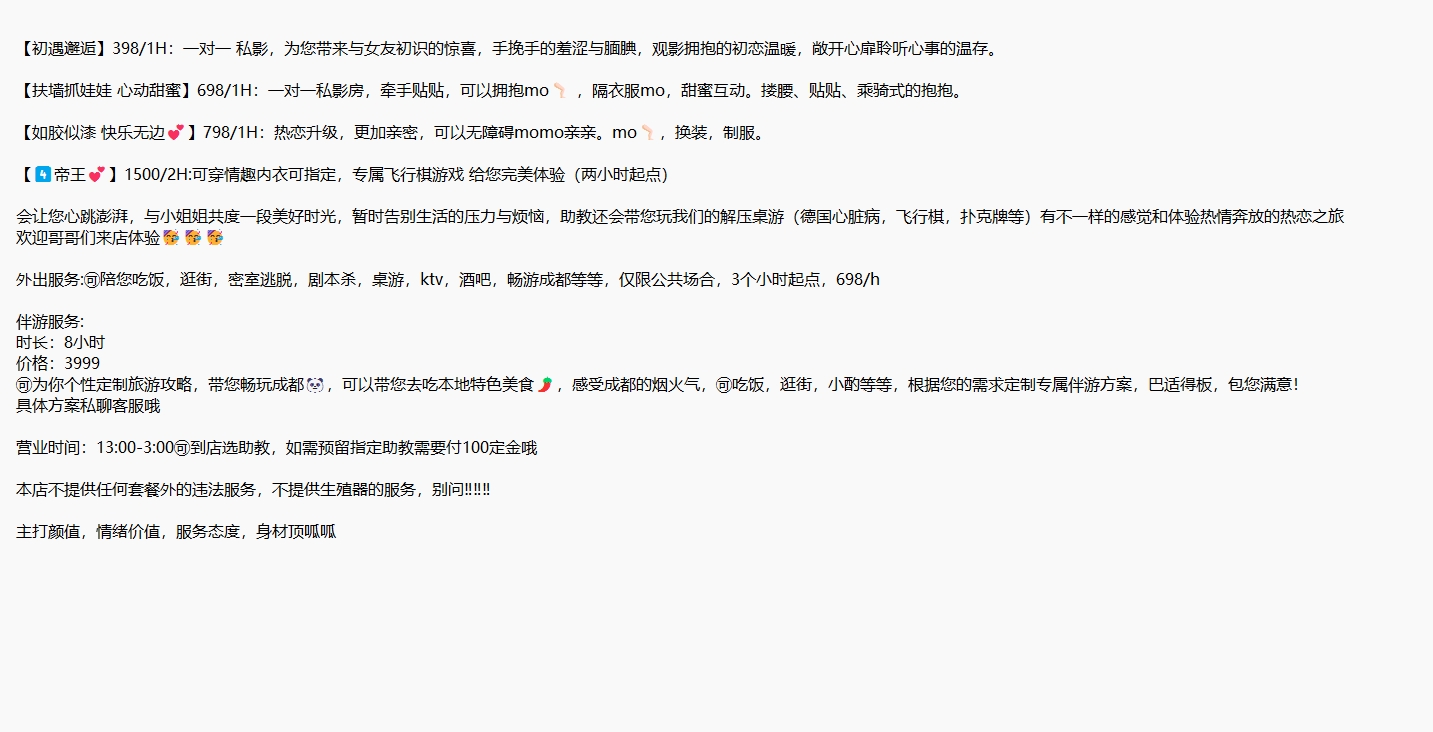 【初遇邂逅】398/1H：一对一 私影，为您带来与女友初识的惊喜，手挽手的羞涩与腼腆，观影拥抱的初恋温暖，敞开心扉聆听心事的温存。
【扶墙抓娃娃 心动甜蜜】698/1H：一对一私影房，牵手贴贴，可以拥抱mo🦵🏻，隔衣服mo，甜蜜互动。搂腰、贴贴、乘骑式的抱抱。
【如胶似漆 快乐无边💕】798/1H：热恋升级，更加亲密，可以无障碍momo亲亲。mo🦵🏻，换装，制服。
【4️⃣帝王💕】1500/2H:可穿情趣内衣可指定，专属飞行棋游戏 给您完美体验（两小时起点）
会让您心跳澎湃，与小姐姐共度一段美好时光，暂时告别生活的压力与烦恼，助教还会带您玩我们的解压桌游（德国心脏病，飞行棋，扑克牌等）有不一样的感觉和体验热情奔放的热恋之旅
欢迎哥哥们来店体验🥳🥳🥳
外出服务:🉑陪您吃饭，逛街，密室逃脱，剧本杀，桌游，ktv，酒吧，畅游成都等等，仅限公共场合，3个小时起点，698/h
伴游服务:
时长：8小时
价格：3999
🉑为你个性定制旅游攻略，带您畅玩成都🐼，可以带您去吃本地特色美食🌶️，感受成都的烟火气，🉑吃饭，逛街，小酌等等，根据您的需求定制专属伴游方案，巴适得板，包您满意！
具体方案私聊客服哦
营业时间：13:00-3:00🉑到店选助教，如需预留指定助教需要付100定金哦
本店不提供任何套餐外的违法服务，不提供生殖器的服务，别问‼️‼️‼️
主打颜值，情绪价值，服务态度，身材顶呱呱